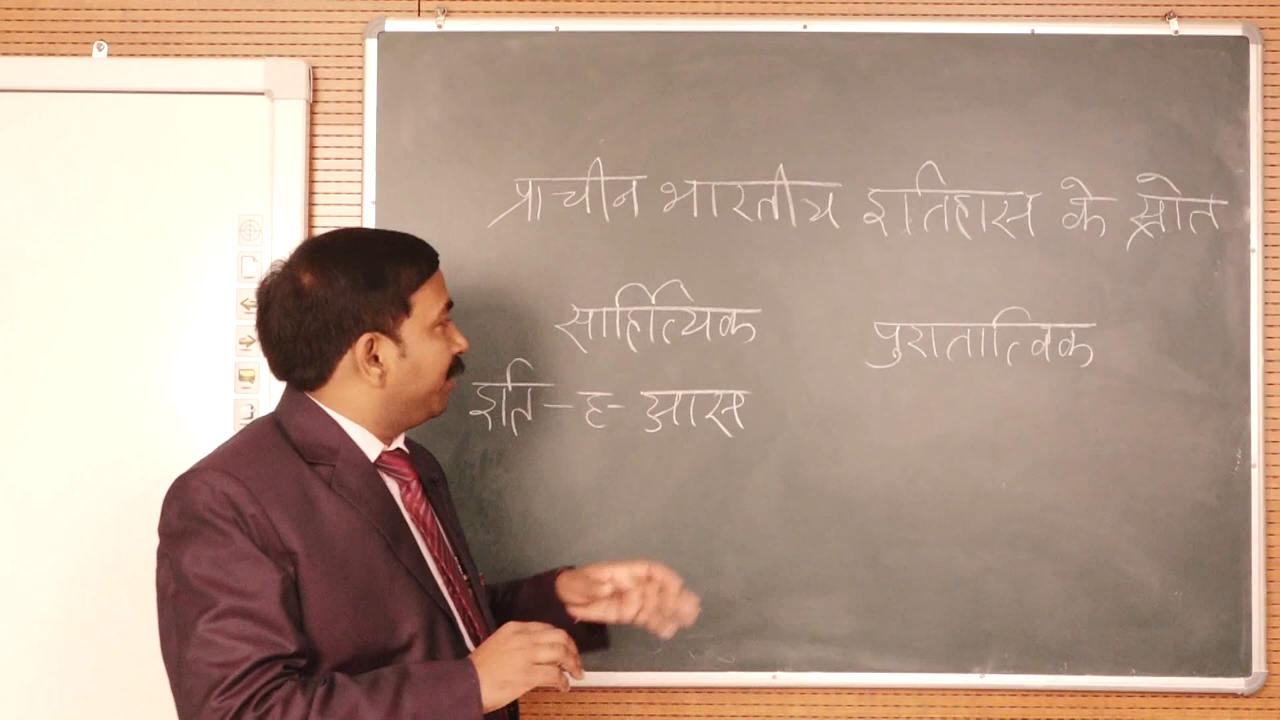 प्राचीन भारतीय इतिहास के स्रोत
साहित्यिक पुरातात्विक
इति-ह-आस